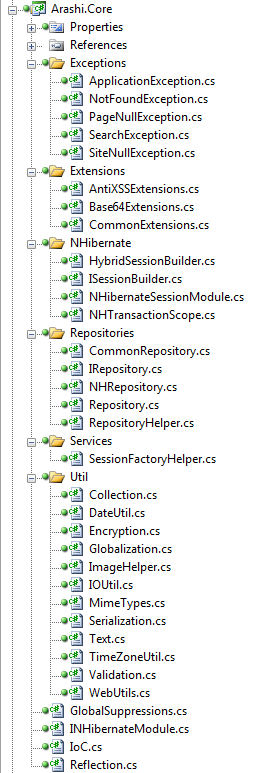 Arashi.Core
Properties
References
Exceptions
ApplicationException.cs
NotFoundException.cs
PageNullException.cs
SearchException.cs
SiteNullException.cs
Extensions
AntiXSSExtensions.cs
Base64Extensions.cs
CommonExtensions.cs
NHibernate
HybridSessionBuilder.cs
ISessionBuilder.cs
NHibernateSessionModule.cs
NHTransactionScope.cs
Repositories
CommonRepository.cs
IRepository.cs
NHRepository.cs
Repository.cs
RepositoryHelper.cs
Services
SessionFactoryHelper.cs
Util
Collection.cs
DateUtil.cs
Encryption.cs
Globalization.cs
ImageHelper.cs
IOUtil.cs
MimeTypes.cs
Serialization.cs
Text.cs
TimeZoneUtil.cs
Validation.cs
WebUtils.cs
GlobalSuppressions.cs
INHibernateModule.cs
IoC.cs
Reflection.cs